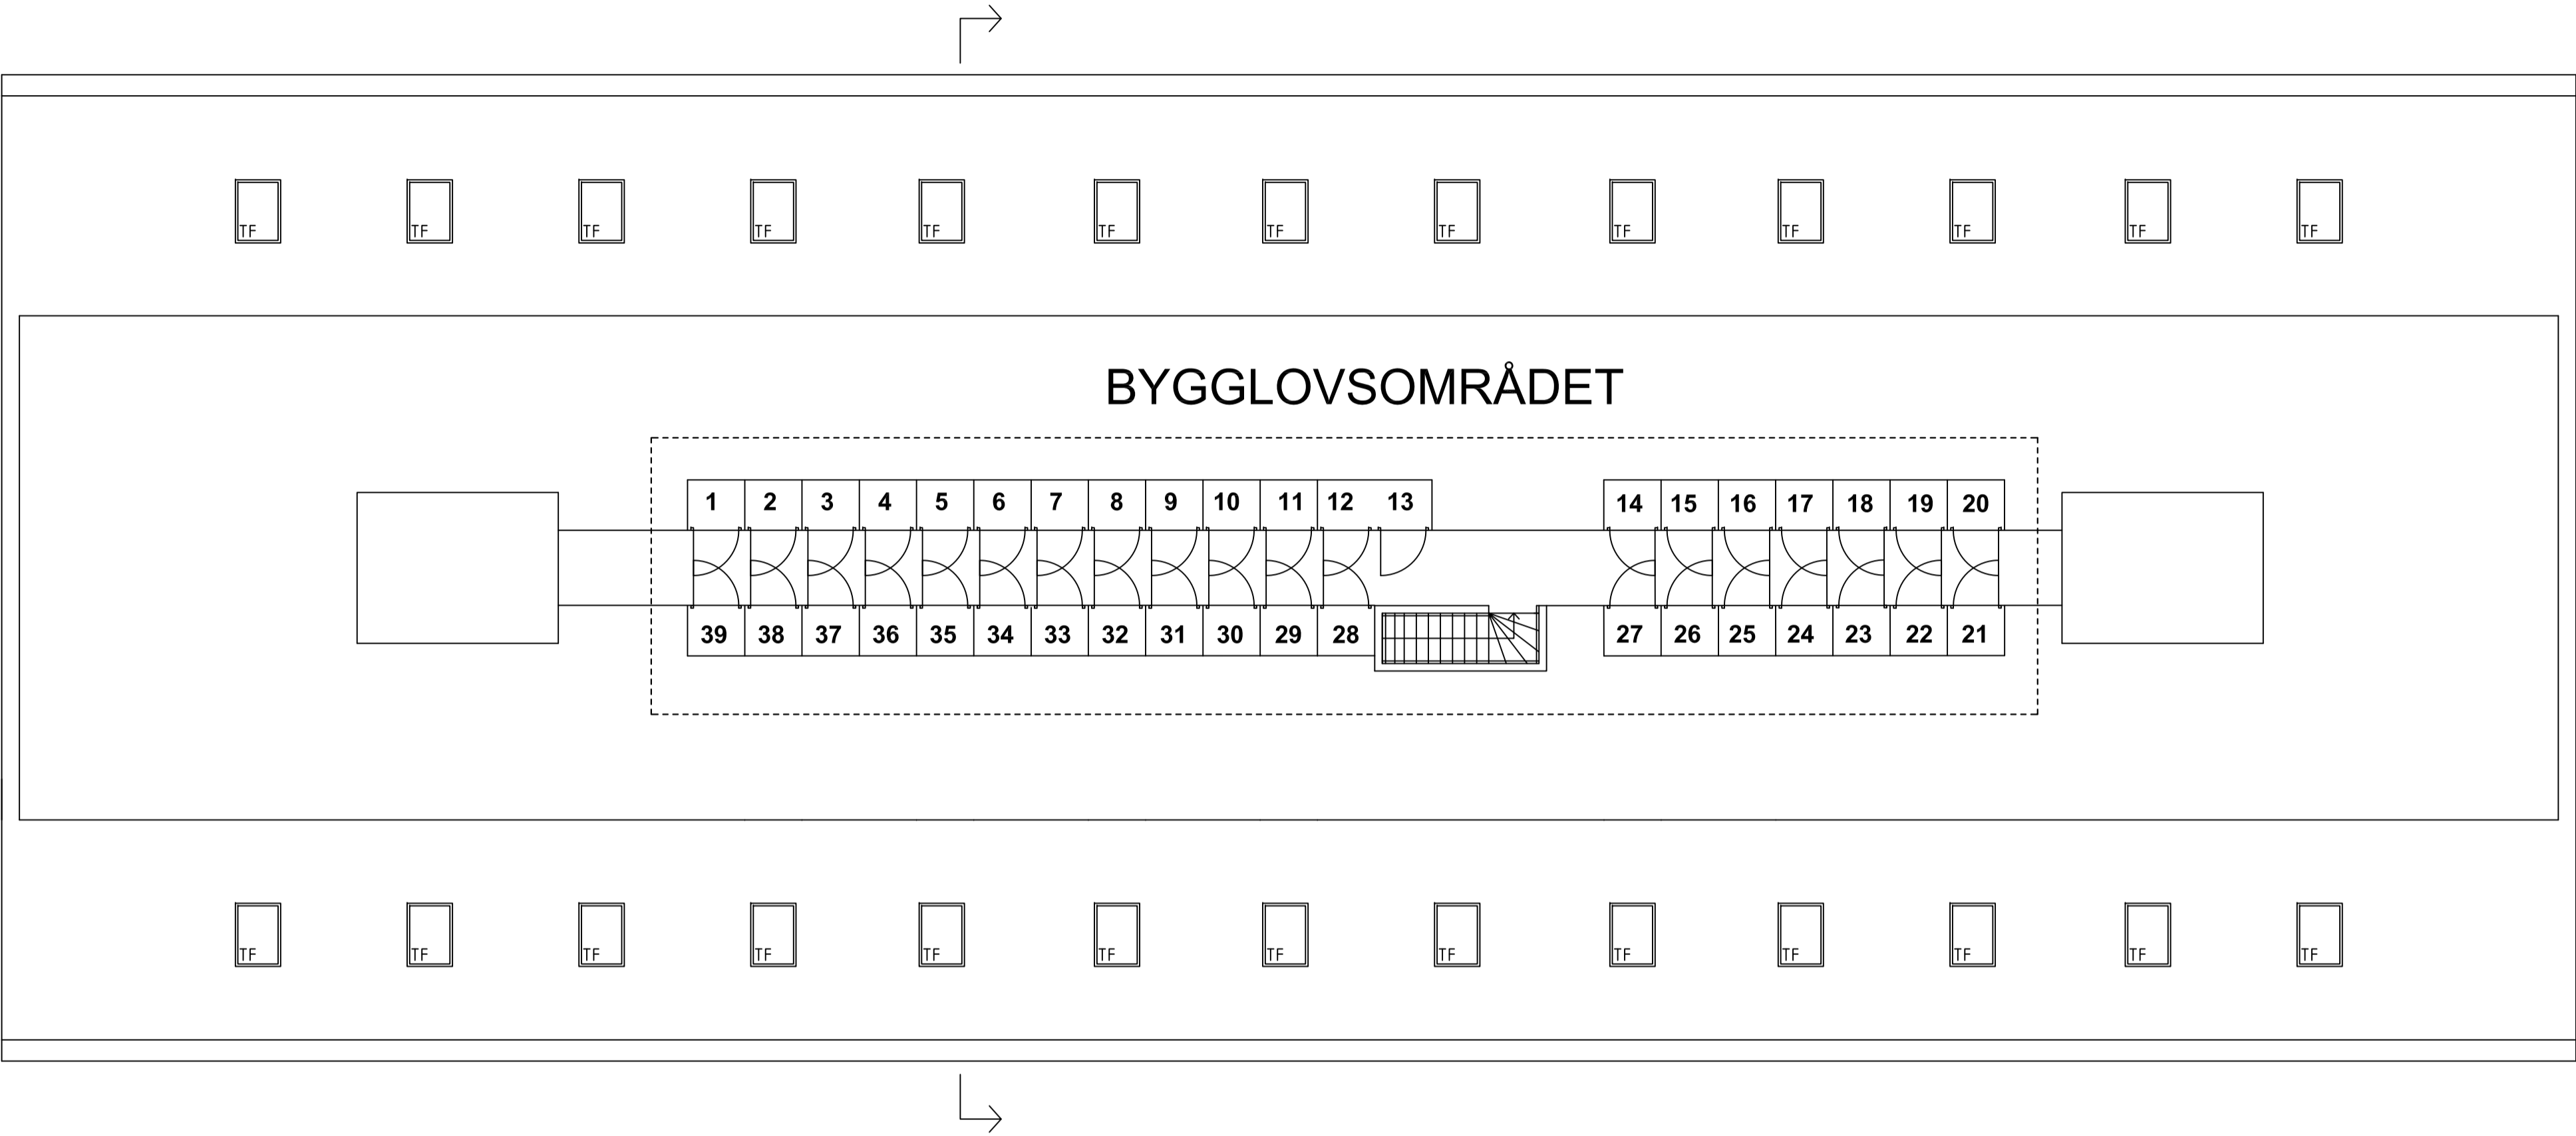 TF TF TF TF TF TF TF TF TF TF TF TF TF
BYGGLOVSOMRÅDET
1 2 3 4 5 6 7 8 9 10 11 12 13 14 15 16 17 18 19 20
39 38 37 36 35 34 33 32 31 30 29 28 27 26 25 24 23 22 21
TF TF TF TF TF TF TF TF TF TF TF TF TF